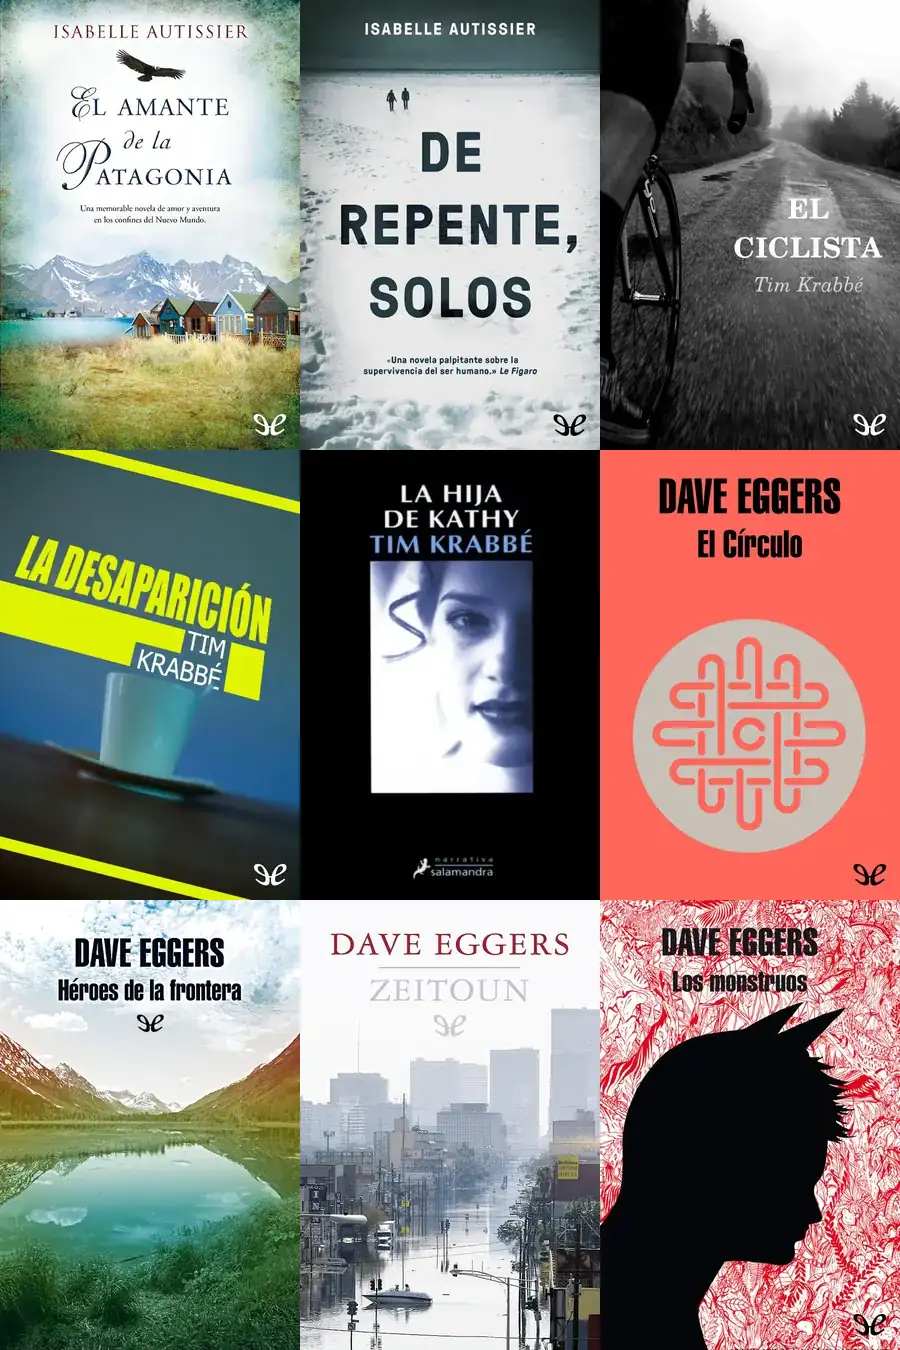 ISABELLE AUTISSIER
EL AMANTE
de la
PATAGONIA
Una memorable novela de amor y aventura
en los confines del Nuevo Mundo.
ISABELLE AUTISSIER
DE
REPENTE,
SOLOS
«Una novela palpitante sobre la
supervivencia del ser humano.» Le Figaro
EL
CICLISTA
Tim Krabbé
LA DESAPARICIÓN
TIM
KRABBÉ
LA HIJA
DE KATHY
TIM KRABBÉ
narrativa
salamandra
DAVE EGGERS
El Círculo
C
DAVE EGGERS
Héroes de la frontera
DAVE EGGERS
ZEITOUN
DAVE EGGERS
Los monstruos